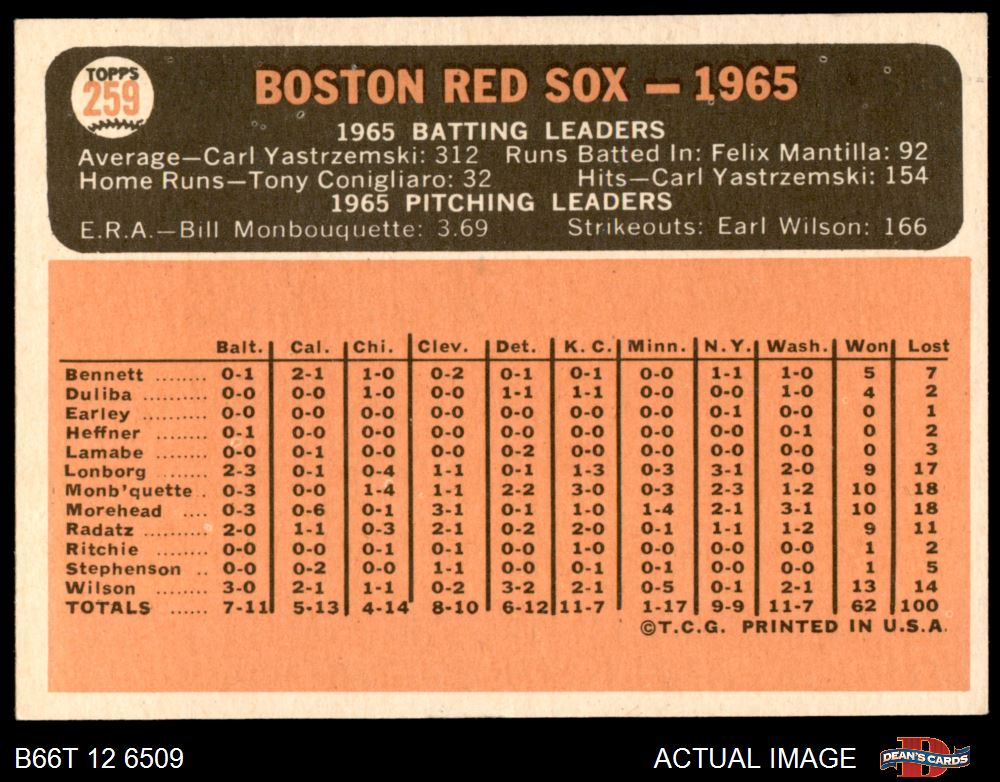 TOPPS
259
BOSTON RED SOX — 1965
1965 BATTING LEADERS
Average—Carl Yastrzemski: 312 Runs Batted In: Felix Mantilla: 92
Home Runs—Tony Conigliaro: 32 Hits—Carl Yastrzemski: 154
1965 PITCHING LEADERS
E.R.A.—Bill Monbouquette: 3.69 Strikeouts: Earl Wilson: 166
Balt. Cal. Chi. Clev. Det. K. C. Minn. N. Y. Wash. Won Lost
Bennett ........ 0-1 2-1 1-0 0-2 0-1 0-1 0-0 1-1 1-0 5 7
Duliba ........ 0-0 0-0 1-0 0-0 1-1 1-1 0-0 0-0 1-0 4 2
Earley ........ 0-0 0-0 0-0 0-0 0-0 0-0 0-0 0-1 0-0 0 1
Heffner ....... 0-1 0-0 0-0 0-0 0-0 0-0 0-0 0-0 0-1 0 2
Lamabe ....... 0-0 0-1 0-0 0-0 0-2 0-0 0-0 0-0 0-0 0 3
Lonborg ...... 2-3 0-1 0-4 1-1 0-1 1-3 0-3 3-1 2-0 9 17
Monb'quette . 0-3 0-0 1-4 1-1 2-2 3-0 0-3 2-3 1-2 10 18
Morehead .... 0-3 0-6 0-1 3-1 0-1 1-0 1-4 2-1 3-1 10 18
Radatz ........ 2-0 1-1 0-3 2-1 0-2 2-0 0-1 1-1 1-2 9 11
Ritchie ........ 0-0 0-0 0-1 0-1 0-0 1-0 0-0 0-0 0-0 1 2
Stephenson .. 0-0 0-2 0-0 1-1 0-0 0-1 0-1 0-0 0-0 1 5
Wilson ........ 3-0 2-1 1-1 0-2 3-2 2-1 0-5 0-1 2-1 13 14
TOTALS ...... 7-11 5-13 4-14 8-10 6-12 11-7 1-17 9-9 11-7 62 100
©T.C.G. PRINTED IN U.S.A.
B66T 12 6509 ACTUAL IMAGE DEAN'S CARDS